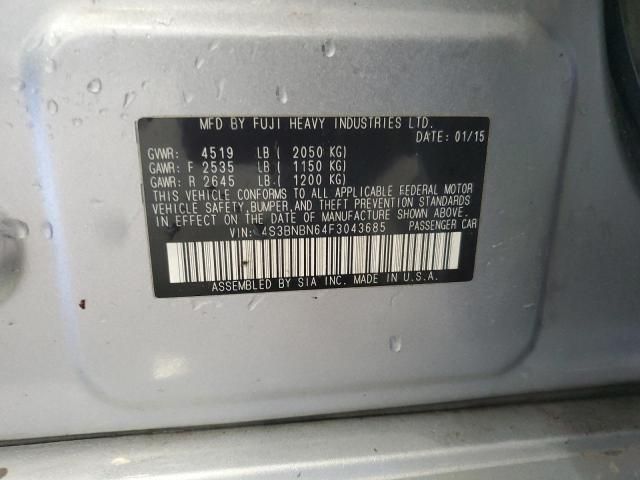 MFD BY FUJI HEAVY INDUSTRIES LTD.
DATE: 01/15
GVWR: 4519 LB ( 2050 KG)
GAWR: F 2535 LB ( 1150 KG)
GAWR: R 2645 LB ( 1200 KG)
THIS VEHICLE CONFORMS TO ALL APPLICABLE FEDERAL MOTOR
VEHICLE SAFETY, BUMPER, AND THEFT PREVENTION STANDARDS
IN EFFECT ON THE DATE OF MANUFACTURE SHOWN ABOVE.
VIN: 4S3BNBN64F3043685 PASSENGER CAR
ASSEMBLED BY SIA INC. MADE IN U.S.A.